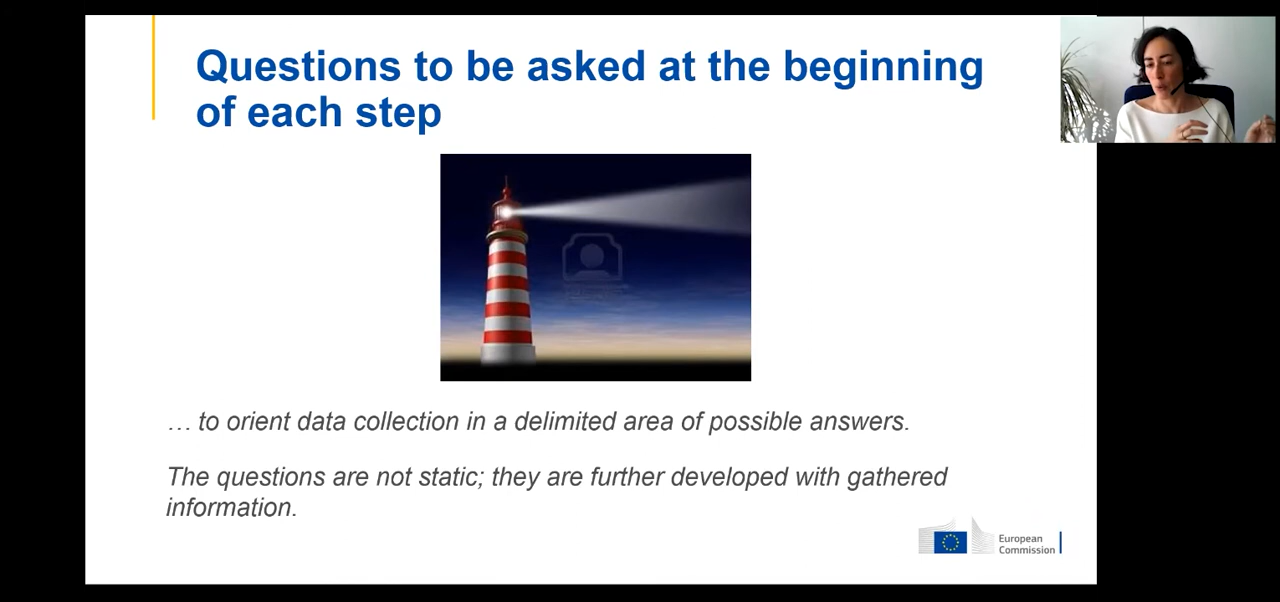 Questions to be asked at the beginning
of each step
… to orient data collection in a delimited area of possible answers.
The questions are not static; they are further developed with gathered
information.
European
Commission